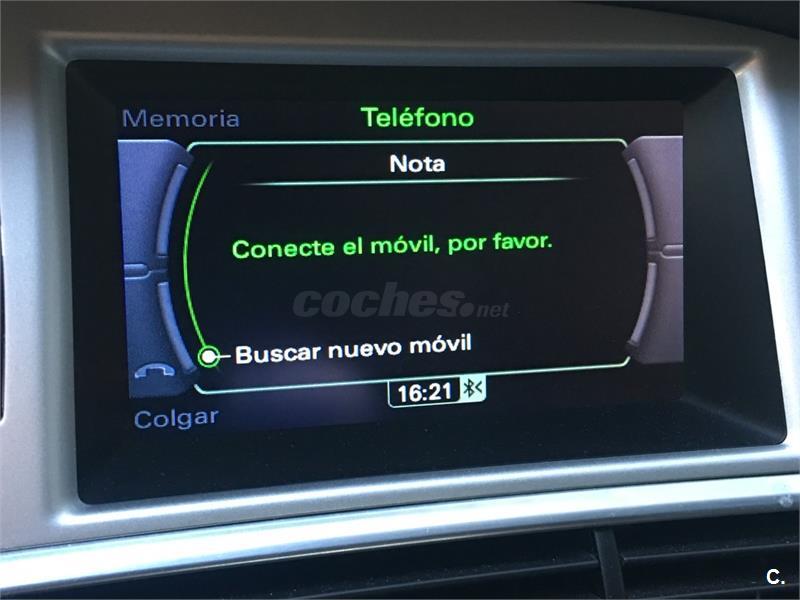 Memoria
Teléfono
Nota
Conecte el móvil, por favor.
coches.net
Buscar nuevo móvil
16:21
Colgar
C.